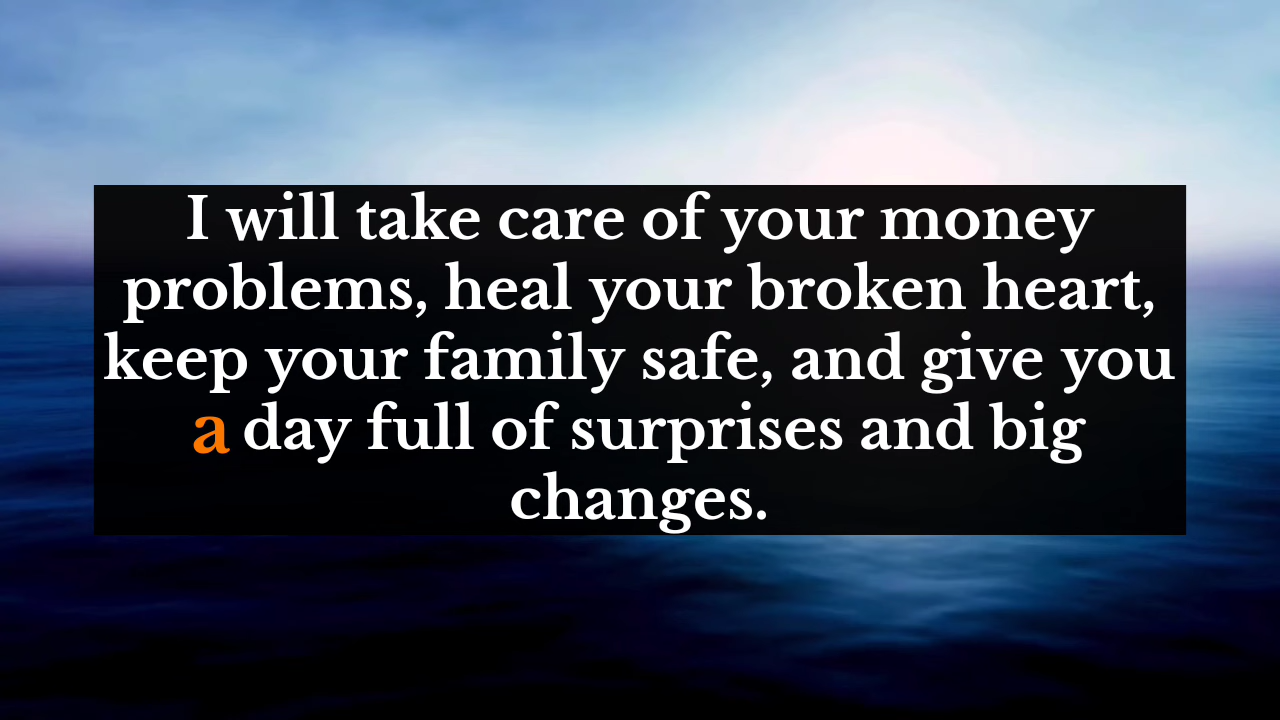 I will take care of your money
problems, heal your broken heart,
keep your family safe, and give you
a day full of surprises and big
changes.